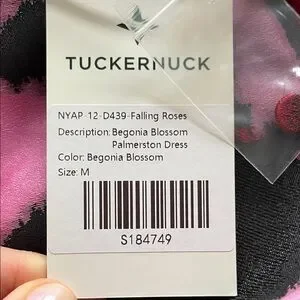 TUCKERNUCK
NYAP-12-D439-Falling Roses
Description: Begonia Blossom
Palmerston Dress
Color: Begonia Blossom
Size: M
S184749